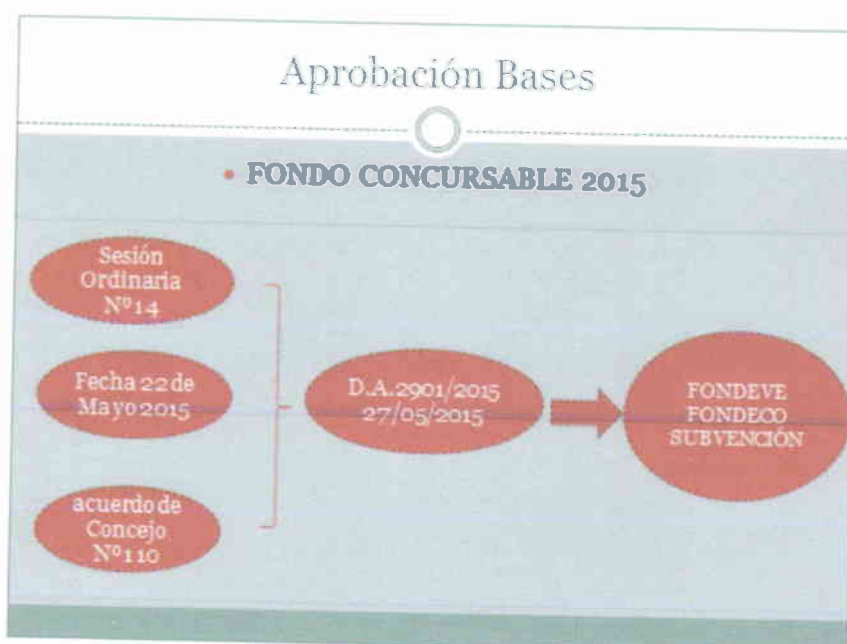 Aprobación Bases
• FONDO CONCURSABLE 2015
Sesión
Ordinaria
Nº14
Fecha 22 de
Mayo 2015
acuerdo de
Concejo
Nº110
D.A.2901/2015
27/05/2015
FONDEVE
FONDECO
SUBVENCIÓN